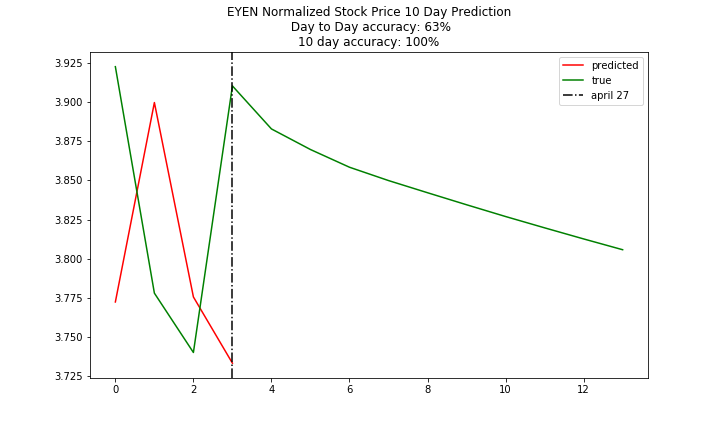 EYEN Normalized Stock Price 10 Day Prediction
Day to Day accuracy: 63%
10 day accuracy: 100%
predicted
true
april 27
3.925
3.900
3.875
3.850
3.825
3.800
3.775
3.750
3.725
0 2 4 6 8 10 12